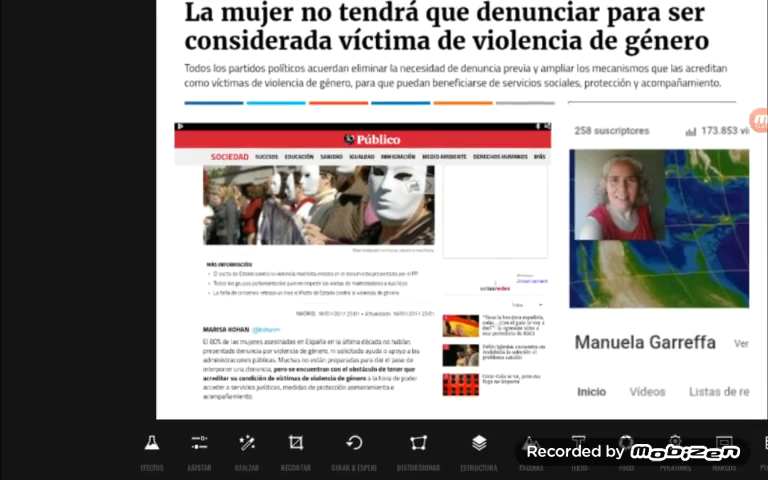 La mujer no tendrá que denunciar para ser
considerada víctima de violencia de género
Todos los partidos políticos acuerdan eliminar la necesidad de denuncia previa y ampliar los mecanismos que las acreditan
como víctimas de violencia de género, para que puedan beneficiarse de servicios sociales, protección y acompañamiento.
Público
SOCIEDAD SUCESOS EDUCACIÓN SANIDAD IGUALDAD INMIGRACIÓN MEDIO AMBIENTE DERECHOS HUMANOS MÁS
MÁS INFORMACIÓN
MARISA KOHAN
El 80% de las mujeres asesinadas en España en la última década no habían
presentado denuncia por violencia de género, ni solicitado ayuda o apoyo a las
administraciones públicas. Muchas no están preparadas para dar el paso de
interponer una denuncia, pero se encuentran con el obstáculo de tener que
acreditar su condición de víctimas de violencia de género a la hora de poder
acceder a servicios jurídicos, medidas de protección asesoramiento e
acompañamiento.
258 suscriptores 173.853 vi
Manuela Garreffa Ver
Inicio Vídeos Listas de re
EFECTOS AJUSTAR REALZAR RECORTAR GIRAR & ESPEJO DISTORSIONAR ESTRUCTURA
Recorded by MOBIZEN